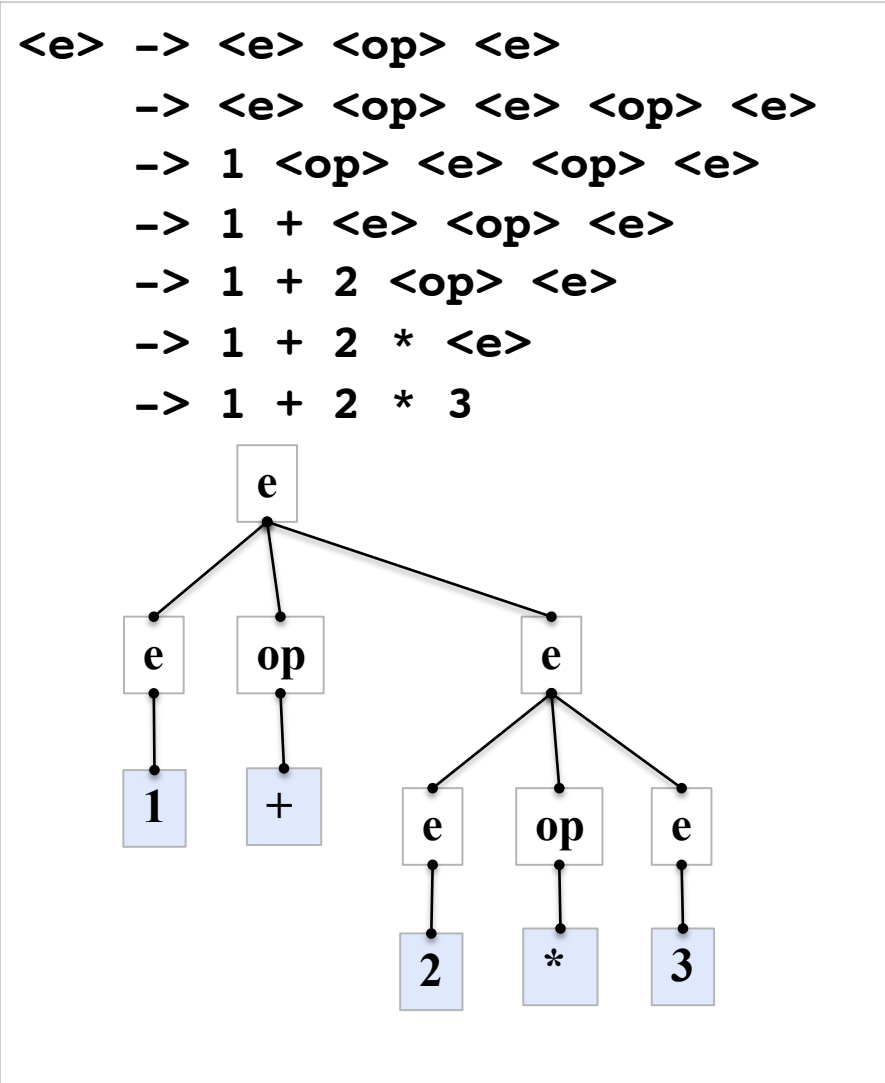 <e> -> <e> <op> <e>
-> <e> <op> <e> <op> <e>
-> 1 <op> <e> <op> <e>
-> 1 + <e> <op> <e>
-> 1 + 2 <op> <e>
-> 1 + 2 * <e>
-> 1 + 2 * 3
e
e op e
1 +
e op e
2 * 3